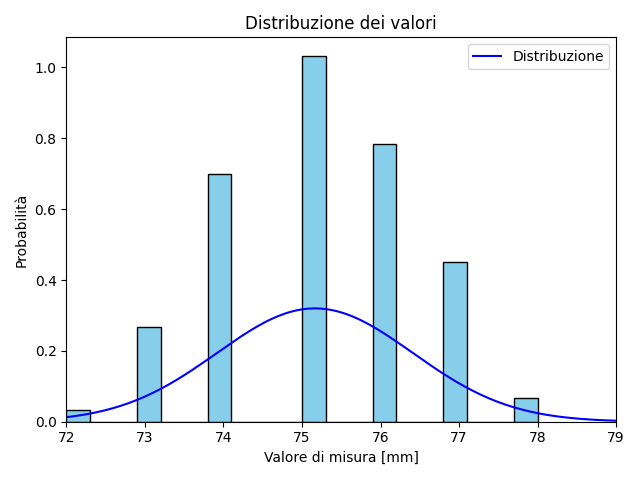 Distribuzione dei valori
Distribuzione
Probabilità
1.0
0.8
0.6
0.4
0.2
0.0
72 73 74 75 76 77 78 79
Valore di misura [mm]